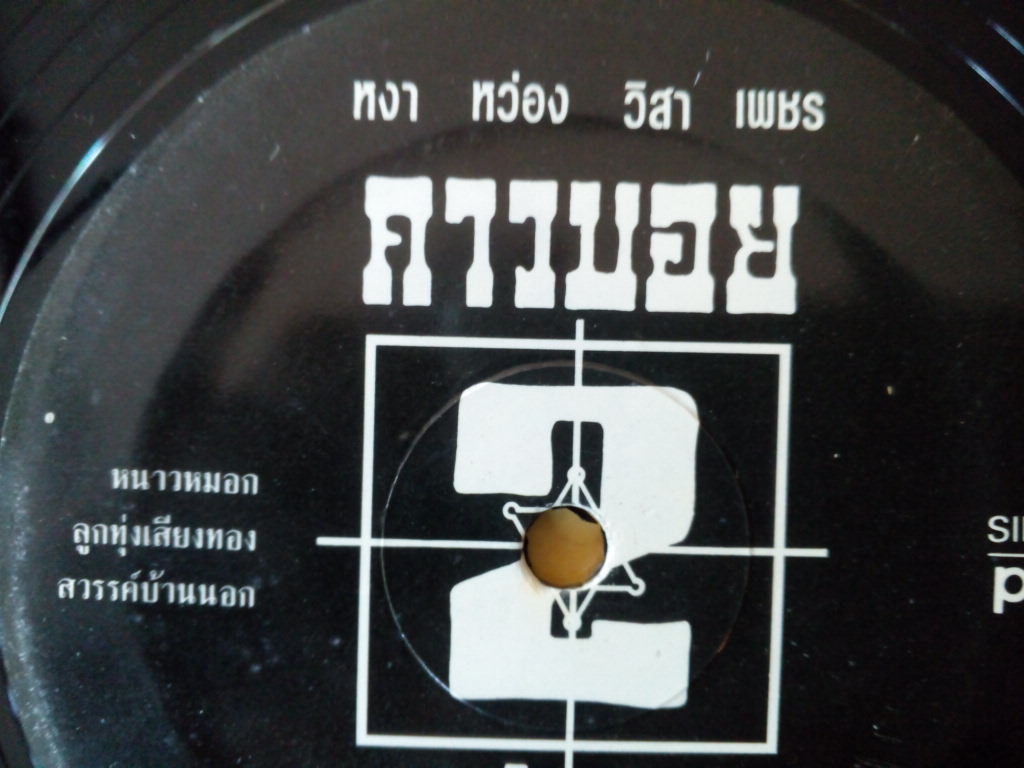 หงา หว่อง วิสา เพชร
คาวบอย
2
หนาวหมอก
ลูกทุ่งเสียงทอง
สวรรค์บ้านนอก